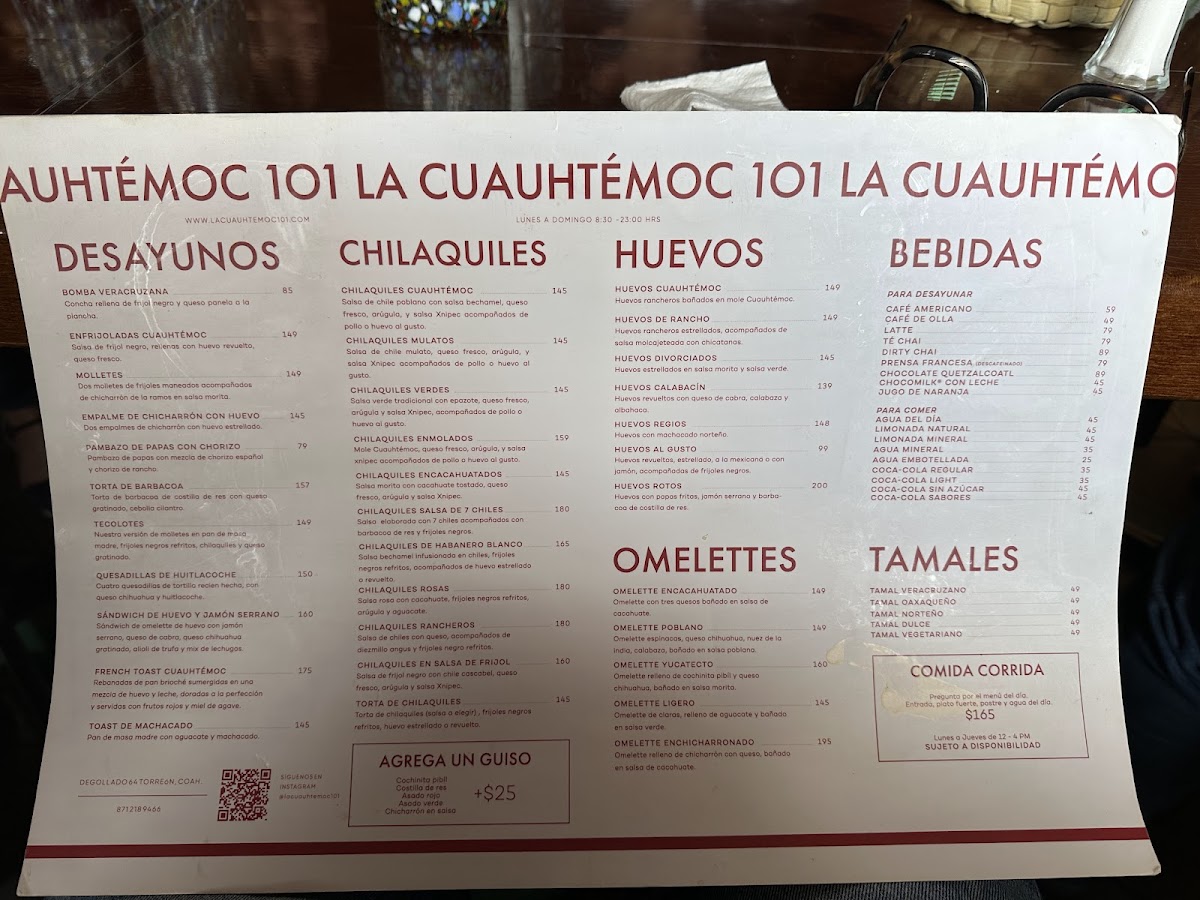 AUHTÉMOC 101 LA CUAUHTÉMOC 101 LA CUAUHTÉMO
WWW.LACUAUHTEMOC101.COM
LUNES A DOMINGO 8:30 -23:00 HRS
DESAYUNOS
BOMBA VERACRUZANA 85
Concha rellena de frijol negro y queso panela a la
plancha.
ENFRIJOLADAS CUAUHTÉMOC 149
Salsa de frijol negro, rellenas con huevo revuelto,
queso fresco.
MOLLETES 149
Dos molletes de frijoles maneados acompañados
de chicharrón de la ramos en salsa morita.
EMPALME DE CHICHARRÓN CON HUEVO 145
Dos empalmes de chicharrón con huevo estrellado.
PAMBAZO DE PAPAS CON CHORIZO 79
Pambazo de papas con mezcla de chorizo español
y chorizo de rancho.
TORTA DE BARBACOA 157
Torta de barbacoa de costilla de res con queso
gratinado, cebolla cilantro.
TECOLOTES 149
Nuestra versión de molletes en pan de masa
madre, frijoles negros refritos, chilaquiles y queso
gratinado.
QUESADILLAS DE HUITLACOCHE 150
Cuatro quesadillas de tortilla recien hecha, con
queso chihuahua y huitlacoche.
SÁNDWICH DE HUEVO Y JAMÓN SERRANO 160
Sándwich de omelette de huevo con jamón
serrano, queso de cabra, queso chihuahua
gratinado, alioli de trufa y mix de lechugas.
FRENCH TOAST CUAUHTÉMOC 175
Rebanadas de pan brioché sumergidas en una
mezcla de huevo y leche, doradas a la perfección
y servidas con frutos rojos y miel de agave.
TOAST DE MACHACADO 145
Pan de masa madre con aguacate y machacado.
DEGOLLADO 64 TORREÓN, COAH.
8712189466
SIGUENOS EN
INSTAGRAM
@lacuauhtemoc101
CHILAQUILES
CHILAQUILES CUAUHTÉMOC 145
Salsa de chile poblano con salsa bechamel, queso
fresco, arúgula, y salsa Xnipec acompañados de
pollo o huevo al gusto.
CHILAQUILES MULATOS 145
Salsa de chile mulato, queso fresco, arúgula, y
salsa Xnipec acompañados de pollo o huevo al
gusto.
CHILAQUILES VERDES 145
Salsa verde tradicional con epazote, queso fresco,
arúgula y salsa Xnipec, acompañados de pollo o
huevo al gusto.
CHILAQUILES ENMOLADOS 159
Mole Cuauhtémoc, queso fresco, arúgula, y salsa
xnipec acompañados de pollo o huevo al gusto.
CHILAQUILES ENCACAHUATADOS 145
Salsa morita con cacahuate tostado, queso
fresco, arúgula y salsa Xnipec.
CHILAQUILES SALSA DE 7 CHILES 180
Salsa elaborada con 7 chiles acompañados con
barbacoa de res y frijoles negros.
CHILAQUILES DE HABANERO BLANCO 165
Salsa bechamel infusionada en chiles, frijoles
negros refritos, acompañados de huevo estrellado
o revuelto.
CHILAQUILES ROSAS 180
Salsa rosa con cacahuate, frijoles negros refritos,
arúgula y aguacate.
CHILAQUILES RANCHEROS 180
Salsa de chiles con queso, acompañados de
diezmillo angus y frijoles negro refritos.
CHILAQUILES EN SALSA DE FRIJOL 160
Salsa de frijol negro con chile cascabel, queso
fresco, arúgula y salsa Xnipec.
TORTA DE CHILAQUILES 145
Torta de chilaquiles (salsa a elegir) , frijoles negros
refritos, huevo estrellado o revuelto.
AGREGA UN GUISO
Cochinita pibil
Costilla de res
Asado rojo
Asado verde
Chicharrón en salsa
+$25
HUEVOS
HUEVOS CUAUHTÉMOC 149
Huevos rancheros bañados en mole Cuauhtémoc.
HUEVOS DE RANCHO 149
Huevos rancheros estrellados, acompañados de
salsa molcajeteada con chicatanas.
HUEVOS DIVORCIADOS 145
Huevos estrellados en salsa morita y salsa verde.
HUEVOS CALABACÍN 139
Huevos revueltos con queso de cabra, calabaza y
albahaca.
HUEVOS REGIOS 148
Huevos con machacado norteño.
HUEVOS AL GUSTO 99
Huevos revueltos, estrellado, a la mexicana o con
jamón, acompañados de frijoles negros.
HUEVOS ROTOS 200
Huevos con papas fritas, jamón serrano y barba-
coa de costilla de res.
OMELETTES
OMELETTE ENCACAHUATADO 149
Omelette con tres quesos bañado en salsa de
cacahuate.
OMELETTE POBLANO 149
Omelette espinacas, queso chihuahua, nuez de la
India, calabaza, bañado en salsa poblana.
OMELETTE YUCATECTO 160
Omelette relleno de cochinita pibil y queso
chihuahua, bañado en salsa morita.
OMELETTE LIGERO 145
Omelette de claras, relleno de aguacate y bañado
en salsa verde.
OMELETTE ENCHICHARRONADO 195
Omelette relleno de chicharrón con queso, bañado
en salsa de cacahuate.
BEBIDAS
PARA DESAYUNAR
CAFÉ AMERICANO 59
CAFÉ DE OLLA 49
LATTE 79
TÉ CHAI 79
DIRTY CHAI 89
PRENSA FRANCESA (DESCAFEINADO) 79
CHOCOLATE QUETZALCOATL 89
CHOCOMILK® CON LECHE 45
JUGO DE NARANJA 45
PARA COMER
AGUA DEL DÍA 45
LIMONADA NATURAL 45
LIMONADA MINERAL 45
AGUA MINERAL 35
AGUA EMBOTELLADA 25
COCA-COLA REGULAR 35
COCA-COLA LIGHT 35
COCA-COLA SIN AZÚCAR 45
COCA-COLA SABORES 45
TAMALES
TAMAL VERACRUZANO 49
TAMAL OAXAQUEÑO 49
TAMAL NORTEÑO 49
TAMAL DULCE 49
TAMAL VEGETARIANO 49
COMIDA CORRIDA
Pregunta por el menú del día.
Entrada, plato fuerte, postre y agua del día.
$165
Lunes a Jueves de 12 - 4 PM
SUJETO A DISPONIBILIDAD